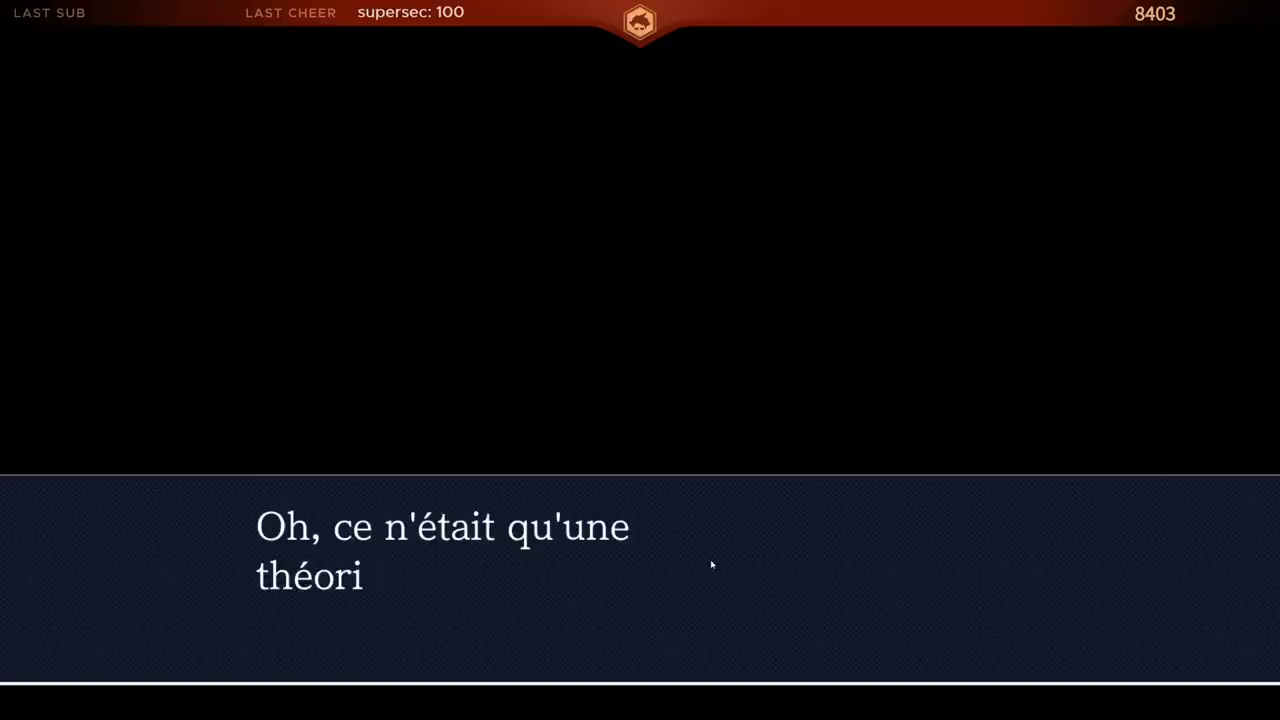 LAST SUB
LAST CHEER supersec: 100
8403
Oh, ce n'était qu'une
théori